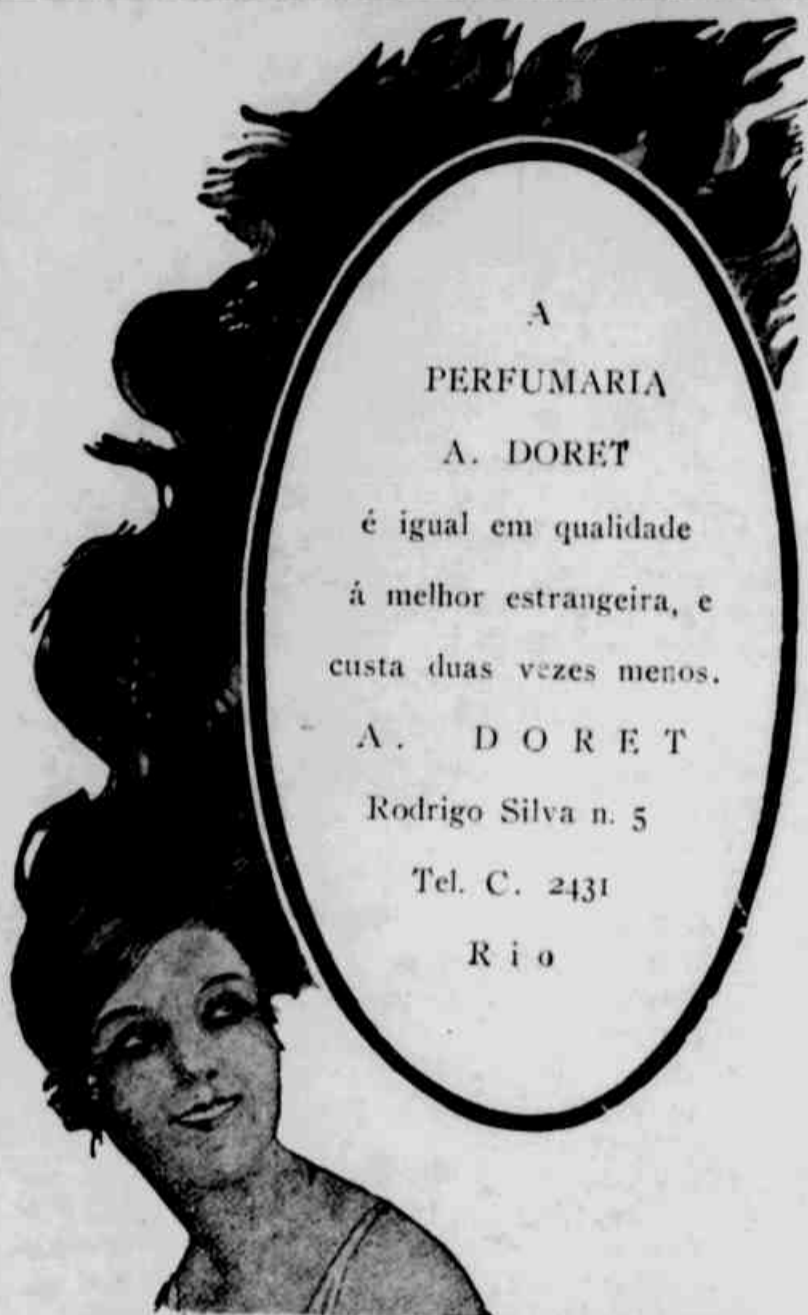 A
PERFUMARIA
A. DORET
é igual em qualidade
á melhor estrangeira, e
custa duas vezes menos.
A. DORET
Rodrigo Silva n. 5
Tel. C. 2431
Rio